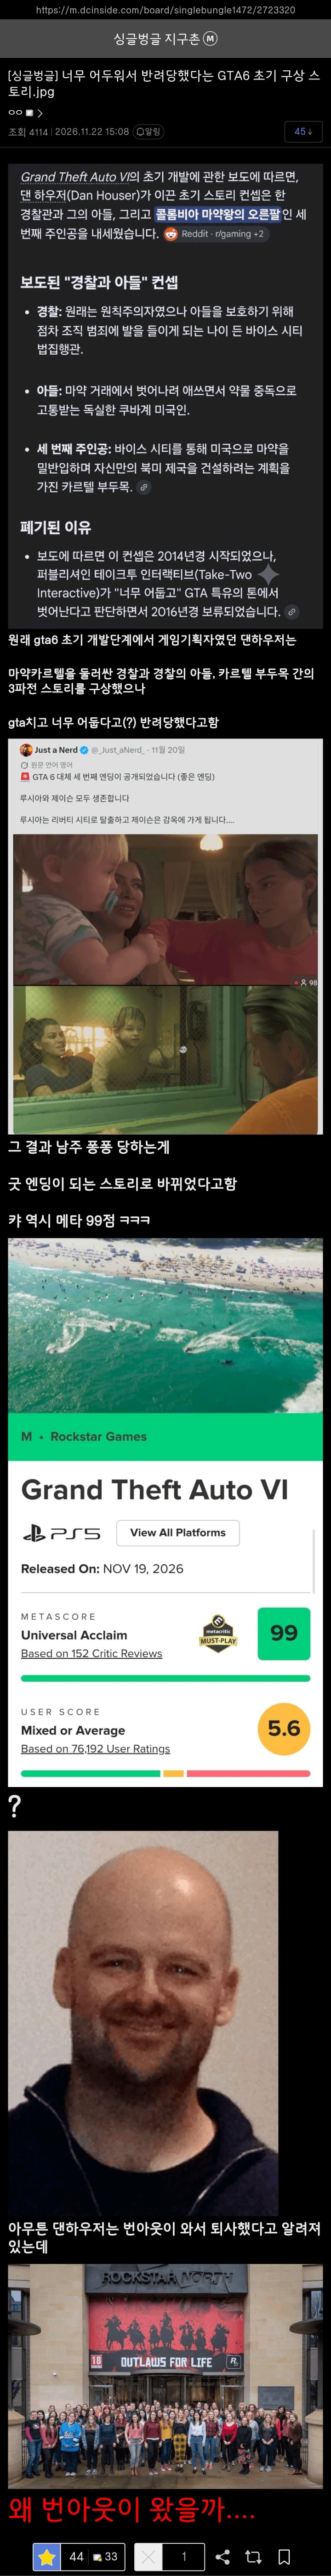 https://m.dcinside.com/board/singlebungle1472/2723320
싱글벙글 지구촌 M
[싱글벙글] 너무 어두워서 반려당했다는 GTA6 초기 구상 스
토리.jpg
ㅇㅇ
조회 4114 | 2026.11.22 15:08 알림
45↓
Grand Theft Auto VI의 초기 개발에 관한 보도에 따르면,
댄 하우저(Dan Houser)가 이끈 초기 스토리 컨셉은 한
경찰관과 그의 아들, 그리고 콜롬비아 마약왕의 오른팔인 세
번째 주인공을 내세웠습니다. Reddit · r/gaming +2
보도된 "경찰과 아들" 컨셉
• 경찰: 원래는 원칙주의자였으나 아들을 보호하기 위해
점차 조직 범죄에 발을 들이게 되는 나이 든 바이스 시티
법집행관.
• 아들: 마약 거래에서 벗어나려 애쓰면서 약물 중독으로
고통받는 독실한 쿠바계 미국인.
• 세 번째 주인공: 바이스 시티를 통해 미국으로 마약을
밀반입하며 자신만의 북미 제국을 건설하려는 계획을
가진 카르텔 부두목.
폐기된 이유
• 보도에 따르면 이 컨셉은 2014년경 시작되었으나,
퍼블리셔인 테이크투 인터랙티브(Take-Two
Interactive)가 "너무 어둡고" GTA 특유의 톤에서
벗어난다고 판단하면서 2016년경 보류되었습니다.
원래 gta6 초기 개발단계에서 게임기획자였던 댄하우저는
마약카르텔을 둘러싼 경찰과 경찰의 아들, 카르텔 부두목 간의
3파전 스토리를 구상했으나
gta치고 너무 어둡다고(?) 반려당했다고함
Just a Nerd @_Just_aNerd_ · 11월 20일
원문 언어 영어
🚨 GTA 6 대체 세 번째 엔딩이 공개되었습니다 (좋은 엔딩)
루시아와 제이슨 모두 생존합니다
루시아는 리버티 시티로 탈출하고 제이슨은 감옥에 가게 됩니다....
98
그 결과 남주 퐁퐁 당하는게
굿 엔딩이 되는 스토리로 바뀌었다고함
캬 역시 메타 99점 ㅋㅋㅋ
M • Rockstar Games
Grand Theft Auto VI
PS5
View All Platforms
Released On: NOV 19, 2026
METASCORE
Universal Acclaim
Based on 152 Critic Reviews
metacritic
MUST-PLAY
99
USER SCORE
Mixed or Average
Based on 76,192 User Ratings
5.6
?
아무튼 댄하우저는 번아웃이 와서 퇴사했다고 알려져
있는데
ROCKSTAR NORTH
18
OUTLAWS FOR LIFE
R
왜 번아웃이 왔을까....
44
33
1